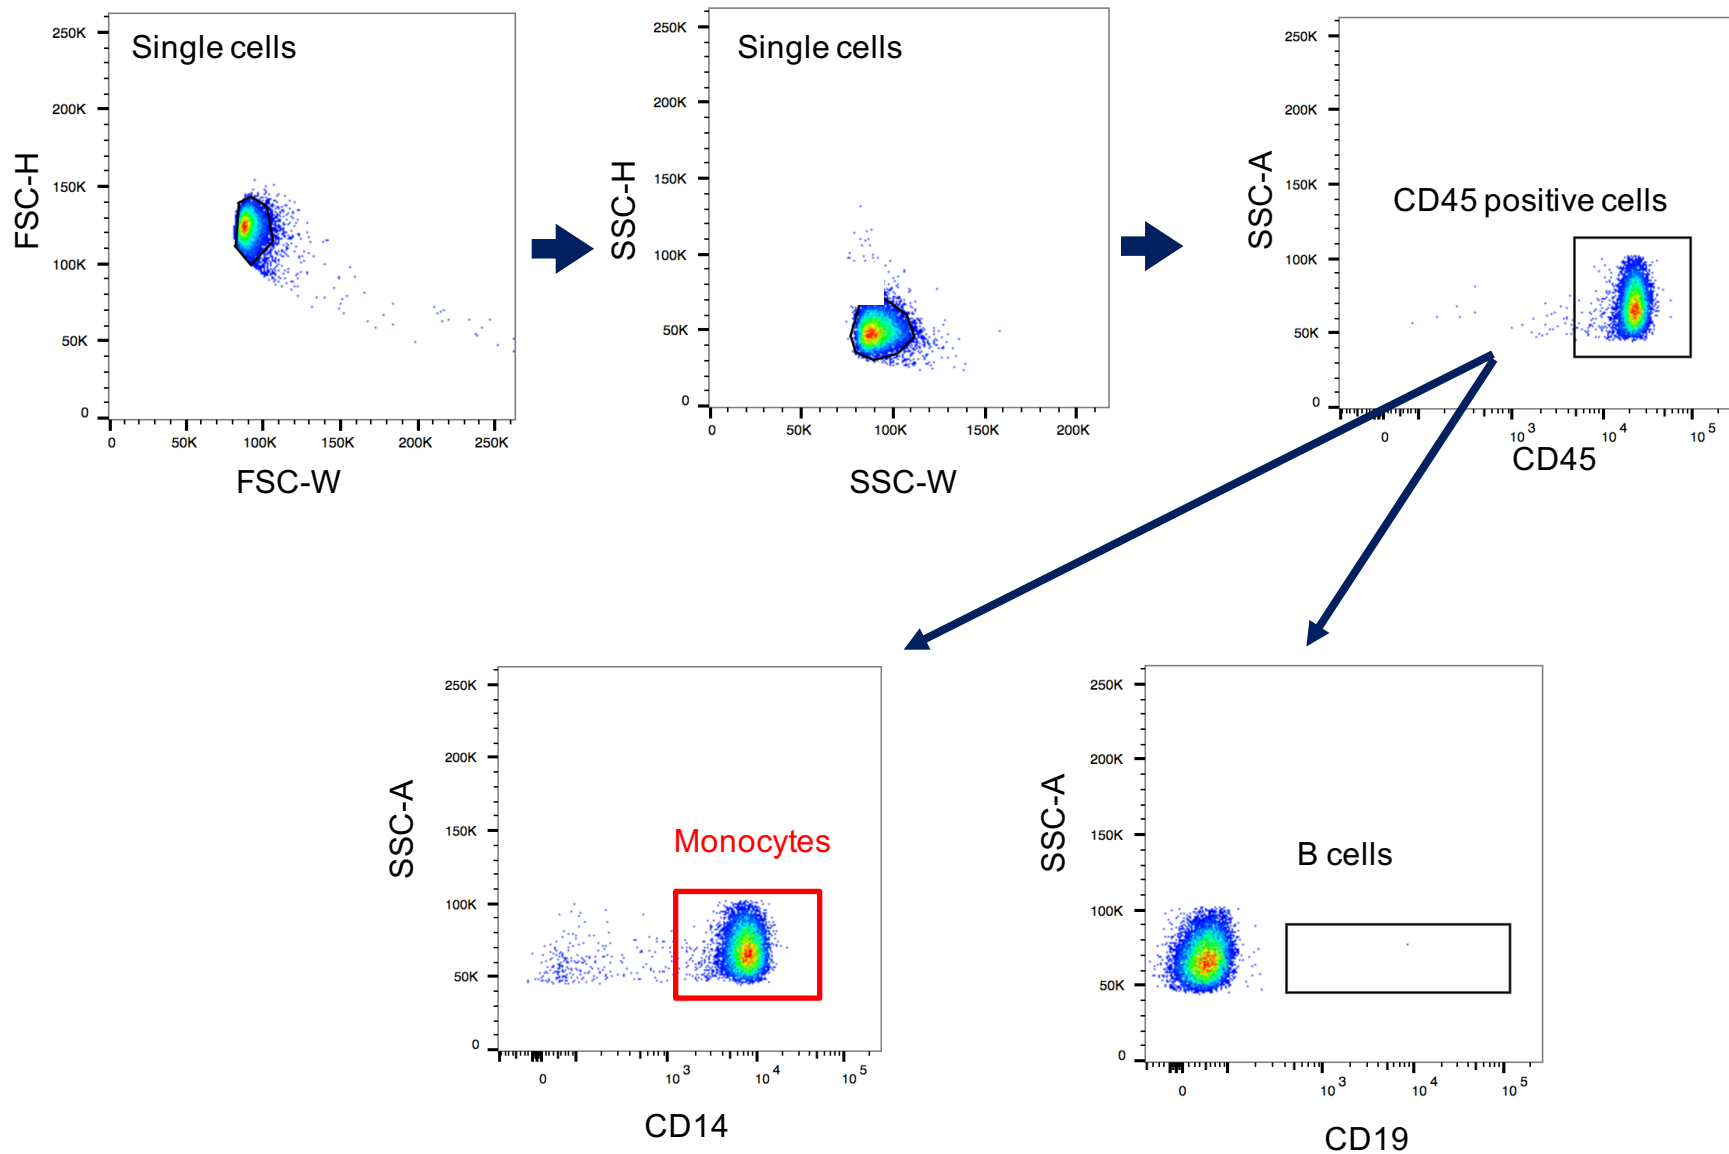 Single cells
250K
200K
150K
100K
50K
0
FSC-H
0 50K 100K 150K 200K 250K
FSC-W
Single cells
250K
200K
150K
100K
50K
0
SSC-H
0 50K 100K 150K 200K
SSC-W
CD45 positive cells
250K
200K
150K
100K
50K
0
SSC-A
0 10 3 10 4 10 5
CD45
Monocytes
250K
200K
150K
100K
50K
0
SSC-A
0 10 3 10 4 10 5
CD14
B cells
250K
200K
150K
100K
50K
0
SSC-A
0 10 3 10 4 10 5
CD19